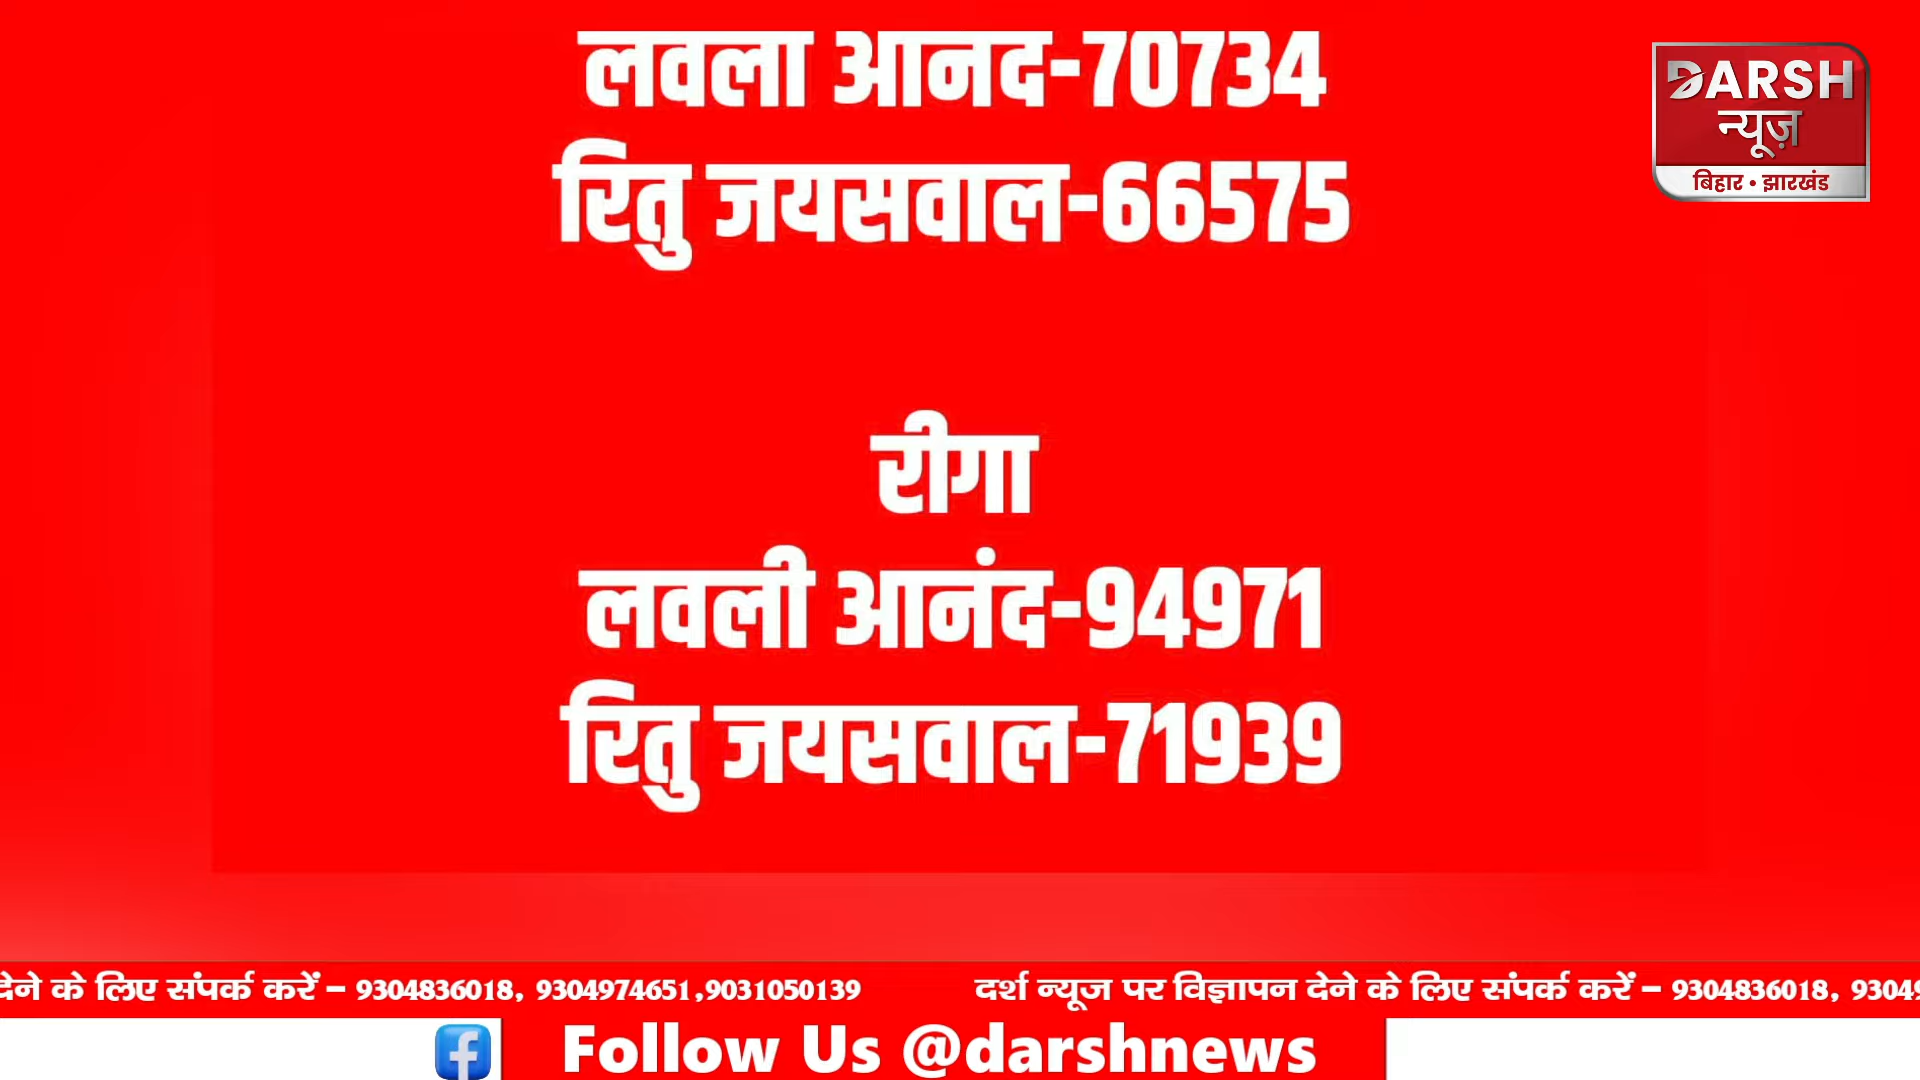 लवला आनद-70734
DARSH
न्यूज़
बिहार • झारखंड
रितु जयसवाल-66575
रीगा
लवली आनंद-94971
रितु जयसवाल-71939
देने के लिए संपर्क करें – 9304836018, 9304974651,9031050139 दर्श न्यूज पर विज्ञापन देने के लिए संपर्क करें – 9304836018, 93049
Follow Us @darshnews